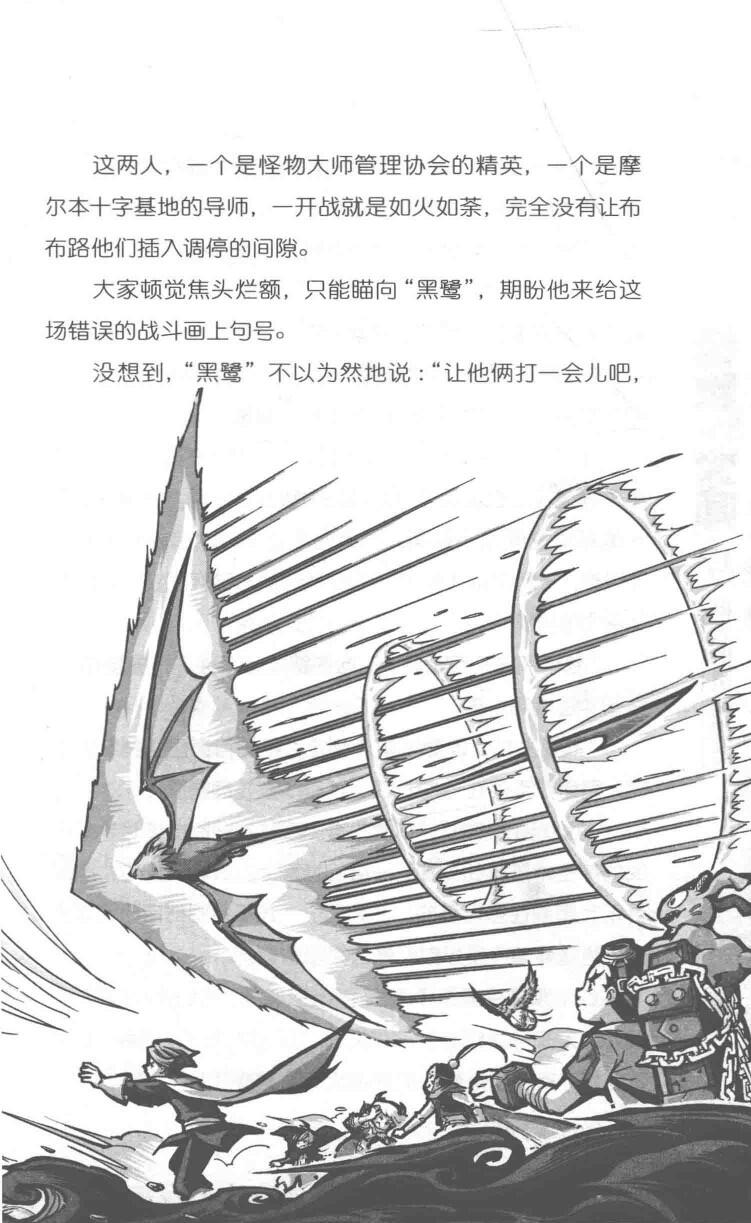 这两人，一个是怪物大师管理协会的精英，一个是摩
尔本十字基地的导师，一开战就是如火如荼，完全没有让布
布路他们插入调停的间隙。
大家顿觉焦头烂额，只能瞄向“黑鹭”，期盼他来给这
场错误的战斗画上句号。
没想到，“黑鹭”不以为然地说：“让他俩打一会儿吧，